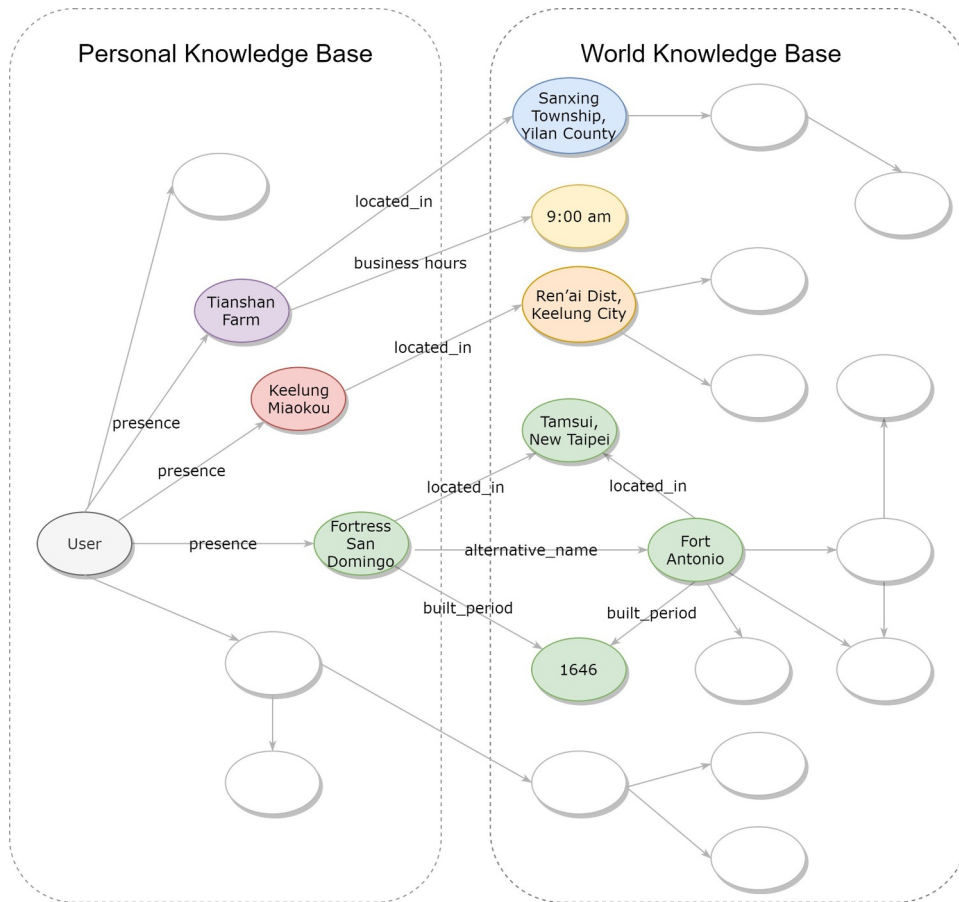 Personal Knowledge Base
World Knowledge Base
Sanxing
Township,
Yilan County
located_in
9:00 am
business hours
Tianshan
Farm
Ren'ai Dist,
Keelung City
located_in
Keelung
Miaokou
presence
Tamsui,
New Taipei
presence
located_in
located_in
User
presence
Fortress
San
Domingo
alternative_name
Fort
Antonio
built_period
built_period
1646